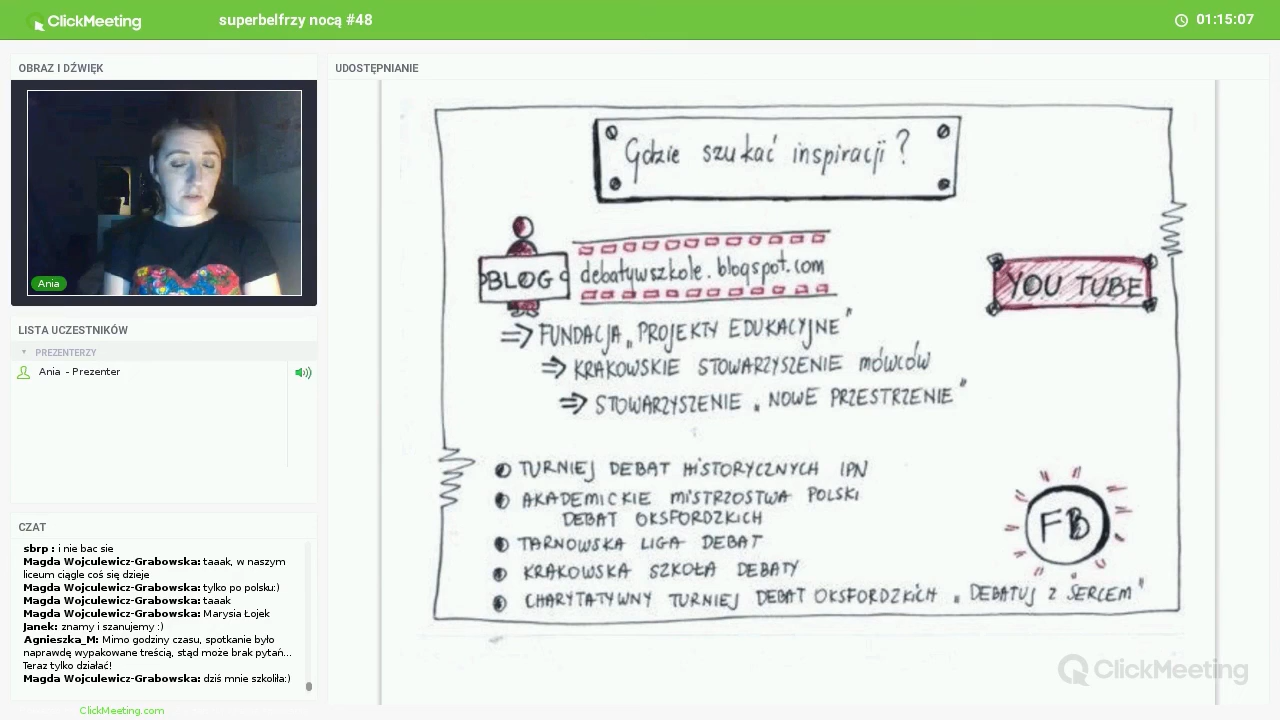 ClickMeeting
superbelfrzy nocą #48
01:15:07
OBRAZ I DŹWIĘK
Ania
LISTA UCZESTNIKÓW
PREZENTERZY
Ania - Prezenter
CZAT
sbrp : i nie bac sie
Magda Wojculewicz-Grabowska: taaak, w naszym
liceum ciągle coś się dzieje
Magda Wojculewicz-Grabowska: tylko po polsku:)
Magda Wojculewicz-Grabowska: taaak
Magda Wojculewicz-Grabowska: Marysia Łojek
Janek: znamy i szanujemy :)
Agnieszka_M: Mimo godziny czasu, spotkanie było
naprawdę wypakowane treścią, stąd może brak pytań...
Teraz tylko działać!
Magda Wojculewicz-Grabowska: dziś mnie szkoliła:)
ClickMeeting.com
UDOSTĘPNIANIE
Gdzie szukać inspiracji?
BLOG
debatywszkole.blogspot.com
YOU TUBE
⇒ FUNDACJA „PROJEKTY EDUKACYJNE”
⇒ KRAKOWSKIE STOWARZYSZENIE MÓWCÓW
⇒ STOWARZYSZENIE „NOWE PRZESTRZENIE”
TURNIEJ DEBAT HISTORYCZNYCH IPN
AKADEMICKIE MISTRZOSTWA POLSKI
DEBAT OKSFORDZKICH
TARNOWSKA LIGA DEBAT
KRAKOWSKA SZKOŁA DEBATY
CHARYTATYWNY TURNIEJ DEBAT OKSFORDZKICH „DEBATUJ Z SERCEM”
FB
ClickMeeting